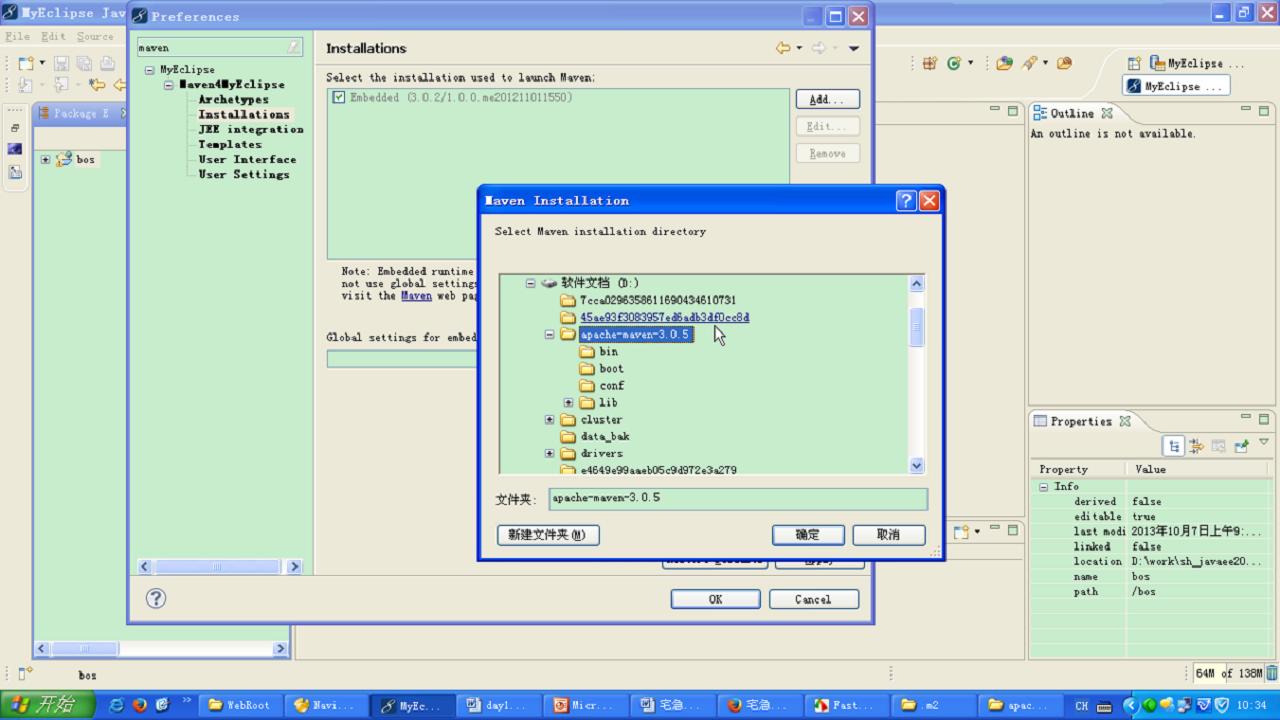 MyEclipse Jav
Preferences
File Edit Source
maven
MyEclipse
Maven4MyEclipse
Archetypes
Installations
JEE integration
Templates
User Interface
User Settings
Installations
Select the installation used to launch Maven:
Embedded (3.0.2/1.0.0.me201211011550)
Add...
Edit...
Remove
Note: Embedded runtime
not use global settings
visit the Maven web pag
Global settings for embed
Maven Installation
Select Maven installation directory
软件文档 (D:)
7cca0296358611690434610731
45ae93f3083957ed6adb3df0cc8d
apache-maven-3.0.5
bin
boot
conf
lib
cluster
data_bak
drivers
e4649e99aaeb05c9d972e3a279
文件夹: apache-maven-3.0.5
新建文件夹(M) 确定 取消
OK Cancel
Package E
bos
MyEclipse ...
MyEclipse ...
Outline
An outline is not available.
Properties
Property Value
Info
derived false
editable true
last modi 2013年10月7日上午9:...
linked false
location D:\work\sh_javaee20...
name bos
path /bos
bos
64M of 138M
开始 WebRoot Navi... MyEc... day1... Micr... 宅急... 宅急... Fast... .m2 apac... CH 10:34